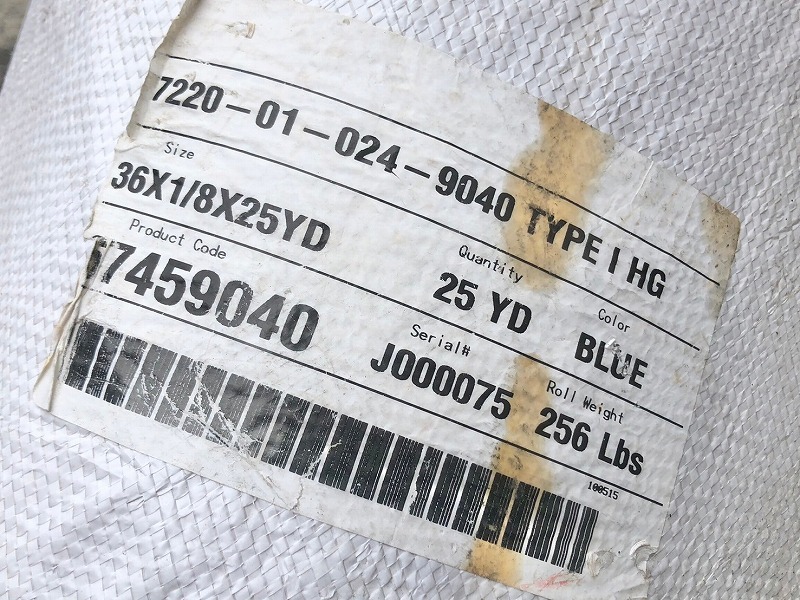 7220-01-024-9040 TYPE I HG
Size
36X1/8X25YD
Quantity
25 YD
Color
BLUE
Product Code
7459040
Serial#
J000075
Roll Weight
256 Lbs
100515